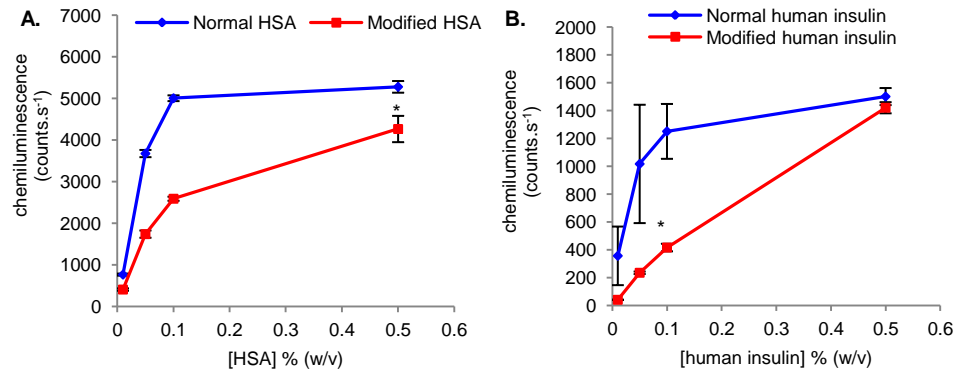 A.
Normal HSA
Modified HSA
chemiluminescence
(counts.s⁻¹)
7000
6000
5000
4000
3000
2000
1000
0
*
0 0.1 0.2 0.3 0.4 0.5 0.6
[HSA] % (w/v)
B.
Normal human insulin
Modified human insulin
chemiluminescence
(counts.s⁻¹)
2000
1800
1600
1400
1200
1000
800
600
400
200
0
*
0 0.1 0.2 0.3 0.4 0.5 0.6
[human insulin] % (w/v)